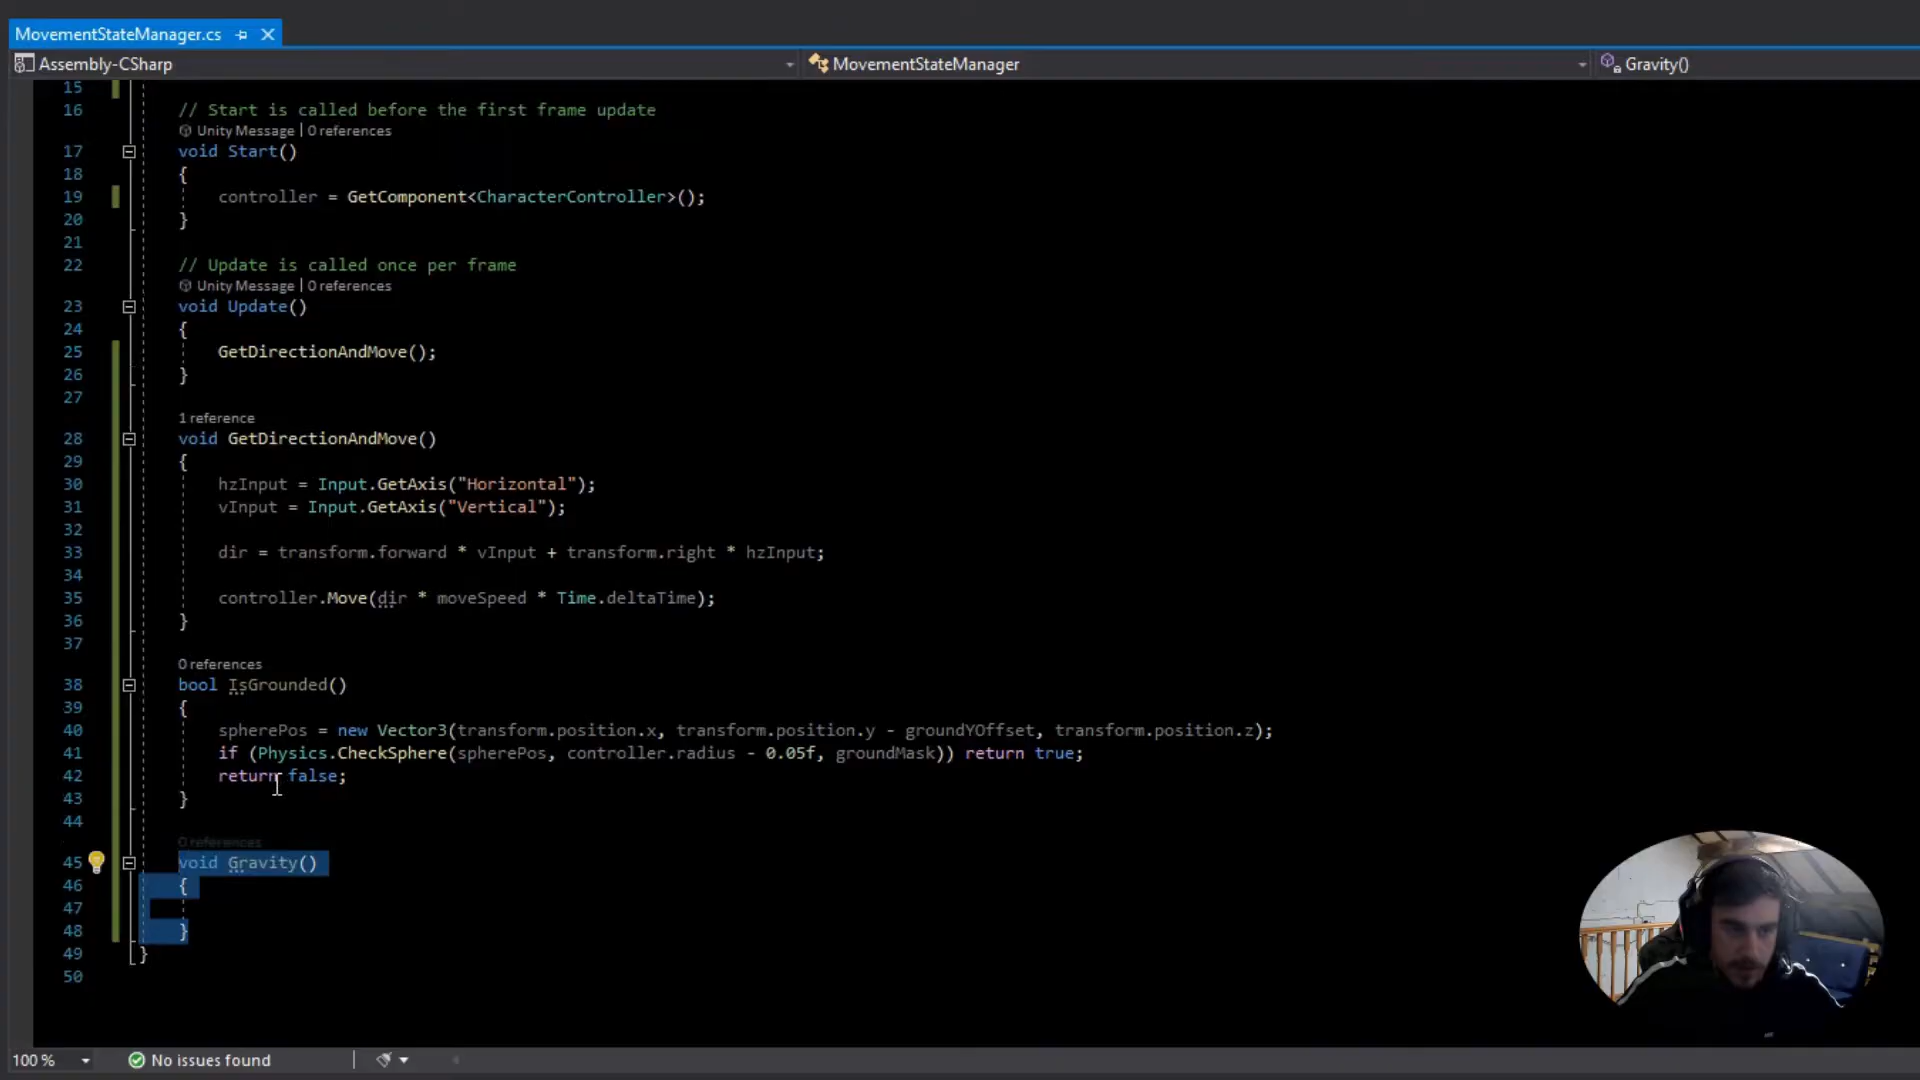 MovementStateManager.cs
Assembly-CSharp MovementStateManager Gravity()
15
16 // Start is called before the first frame update
Unity Message | 0 references
17 void Start()
18 {
19 controller = GetComponent<CharacterController>();
20 }
21
22 // Update is called once per frame
Unity Message | 0 references
23 void Update()
24 {
25 GetDirectionAndMove();
26 }
27
1 reference
28 void GetDirectionAndMove()
29 {
30 hzInput = Input.GetAxis("Horizontal");
31 vInput = Input.GetAxis("Vertical");
32
33 dir = transform.forward * vInput + transform.right * hzInput;
34
35 controller.Move(dir * moveSpeed * Time.deltaTime);
36 }
37
0 references
38 bool IsGrounded()
39 {
40 spherePos = new Vector3(transform.position.x, transform.position.y - groundYOffset, transform.position.z);
41 if (Physics.CheckSphere(spherePos, controller.radius - 0.05f, groundMask)) return true;
42 return false;
43 }
44
0 references
45 void Gravity()
46 {
47
48 }
49 }
50
100 % No issues found